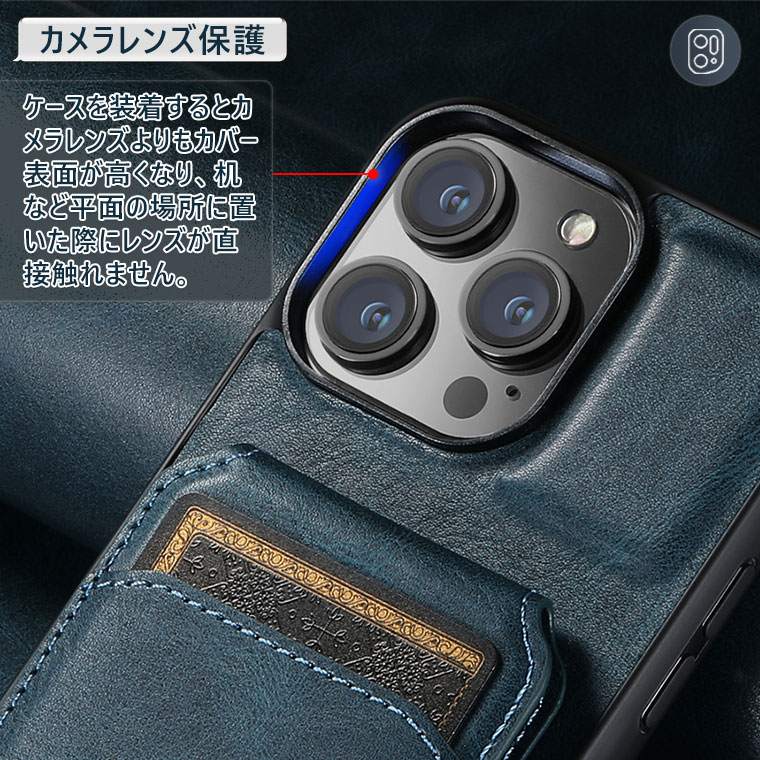 カメラレンズ保護
ケースを装着するとカ
メラレンズよりもカバー
表面が高くなり、机
など平面の場所に置
いた際にレンズが直
接触れません。